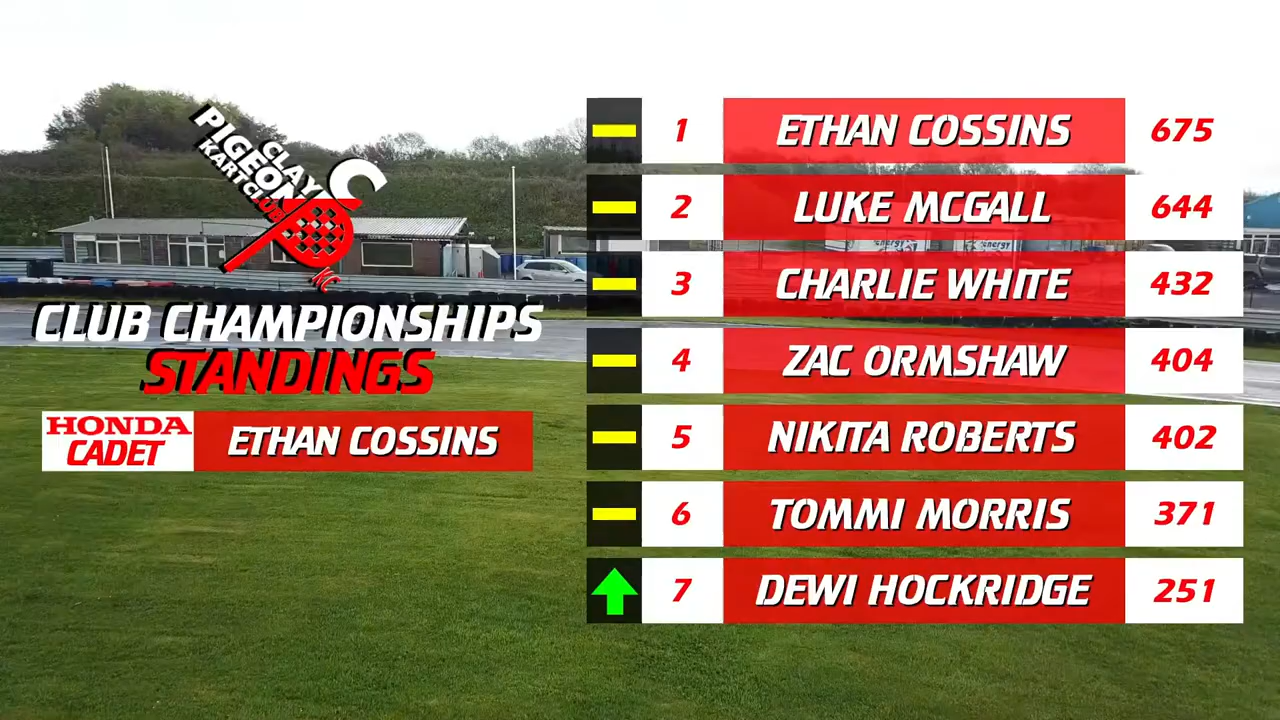 CLAY
PIGEON
KART CLUB
KC
CLUB CHAMPIONSHIPS
STANDINGS
HONDA
CADET
ETHAN COSSINS
1 ETHAN COSSINS 675
2 LUKE MCGALL 644
3 CHARLIE WHITE 432
4 ZAC ORMSHAW 404
5 NIKITA ROBERTS 402
6 TOMMI MORRIS 371
7 DEWI HOCKRIDGE 251